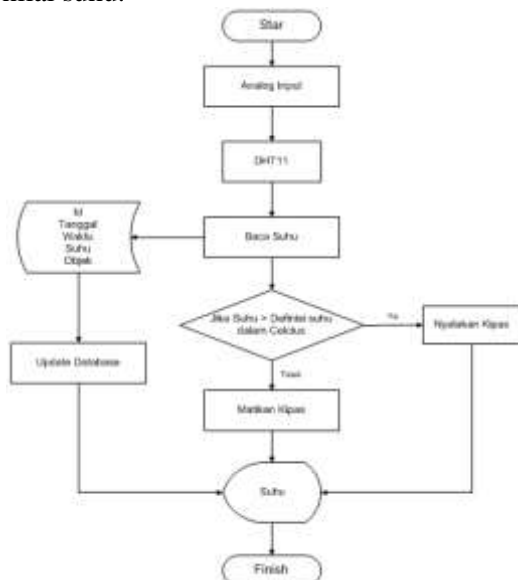 suhu.
Star
Analog Input
DHT11
Id
Tanggal
Waktu
Suhu
Objek
Baca Suhu
Jika Suhu > Definisi suhu
dalam Celcius
Ya
Nyalakan Kipas
Update Database
Tidak
Matikan Kipas
Suhu
Finish